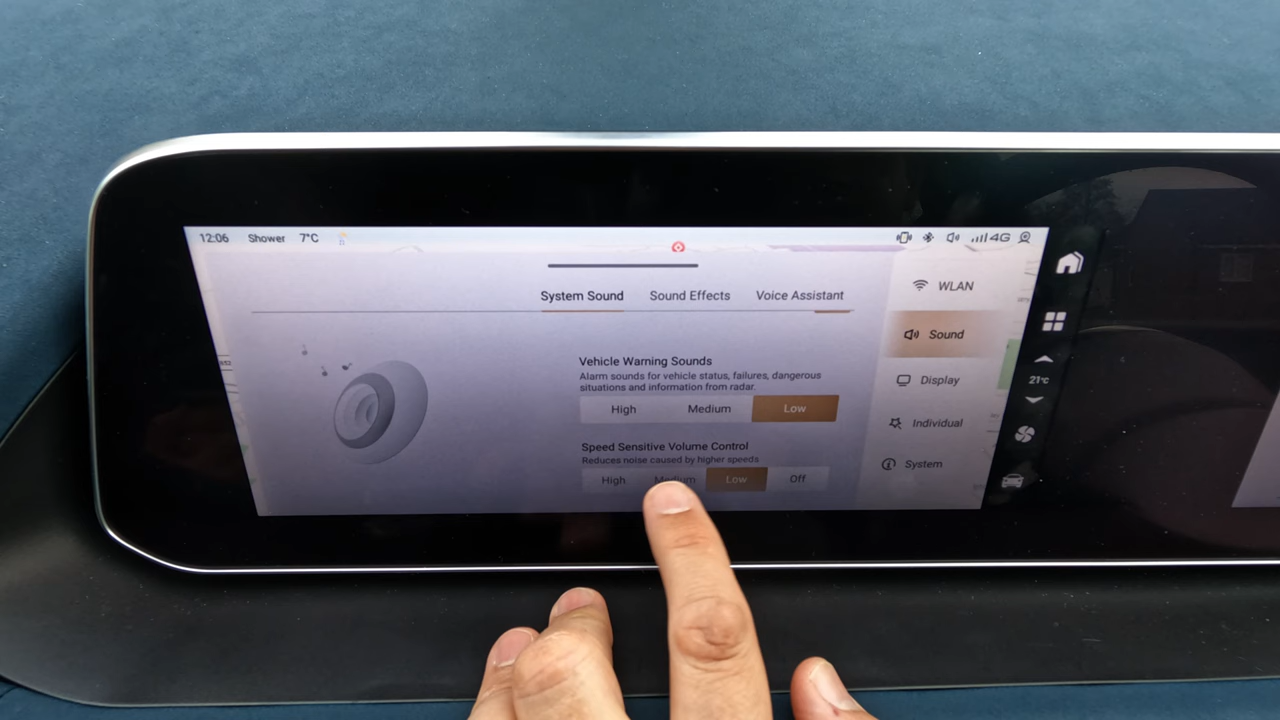 12:06 Shower 7°C 4G
System Sound Sound Effects Voice Assistant
Vehicle Warning Sounds
Alarm sounds for vehicle status, failures, dangerous
situations and information from radar.
High Medium Low
Speed Sensitive Volume Control
Reduces noise caused by higher speeds
High Medium Low Off
WLAN
Sound
Display
Individual
System
21°C